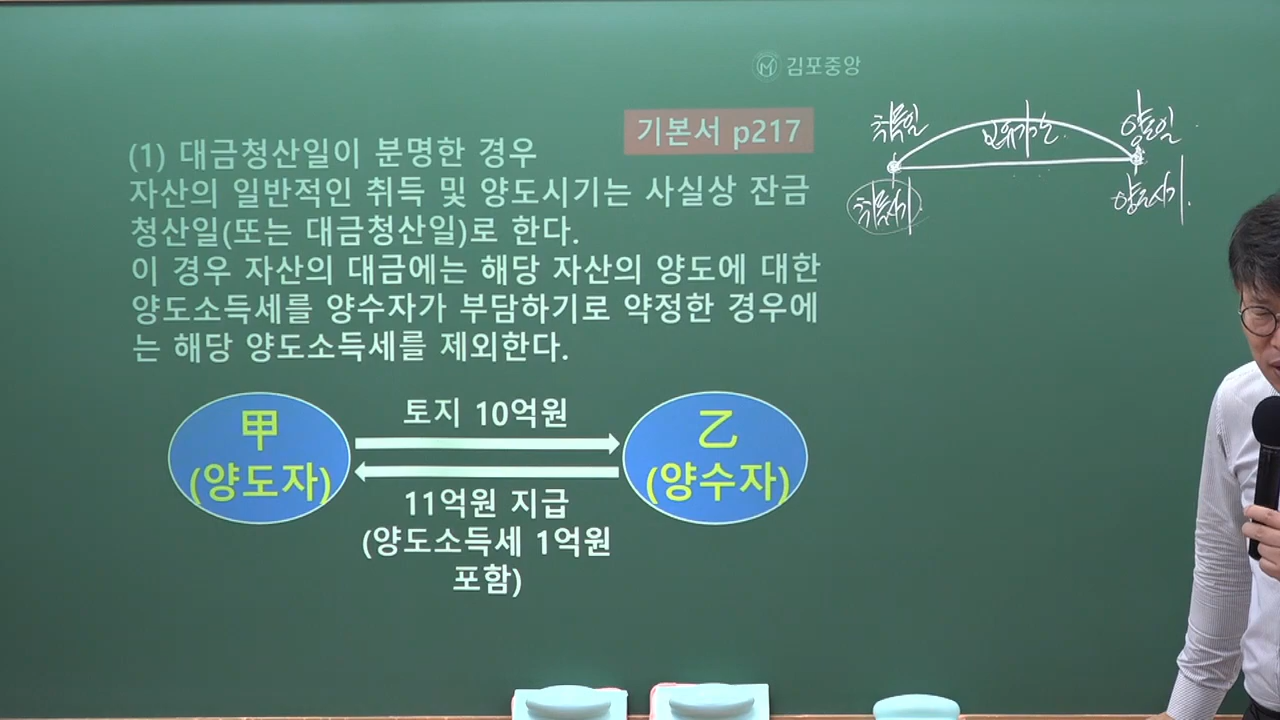 김포중앙
기본서 p217
(1) 대금청산일이 분명한 경우
자산의 일반적인 취득 및 양도시기는 사실상 잔금
청산일(또는 대금청산일)로 한다.
이 경우 자산의 대금에는 해당 자산의 양도에 대한
양도소득세를 양수자가 부담하기로 약정한 경우에
는 해당 양도소득세를 제외한다.
甲
(양도자)
토지 10억원
乙
(양수자)
11억원 지급
(양도소득세 1억원
포함)
취득일
보유기간
양도일
취득시기
양도시기